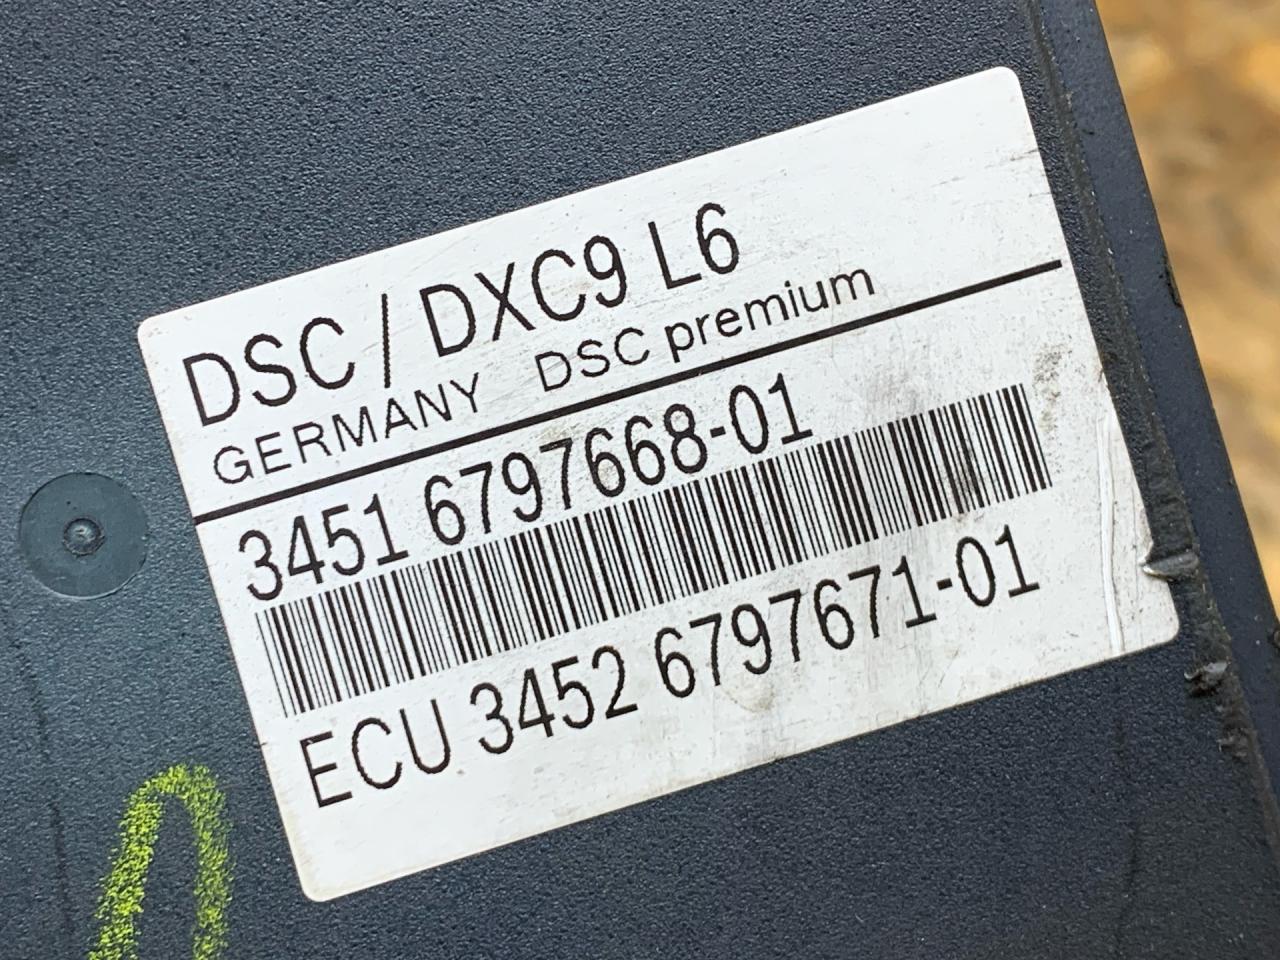 DSC / DXC9 L6
GERMANY DSC premium
3451 6797668-01
ECU 3452 6797671-01